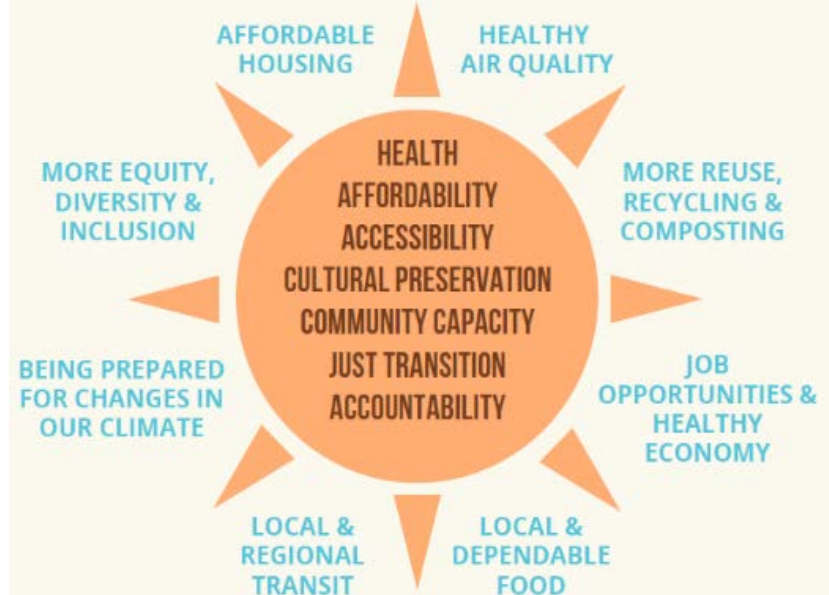 AFFORDABLE
HOUSING
HEALTHY
AIR QUALITY
MORE EQUITY,
DIVERSITY &
INCLUSION
HEALTH
AFFORDABILITY
ACCESSIBILITY
CULTURAL PRESERVATION
COMMUNITY CAPACITY
JUST TRANSITION
ACCOUNTABILITY
MORE REUSE,
RECYCLING &
COMPOSTING
BEING PREPARED
FOR CHANGES IN
OUR CLIMATE
JOB
OPPORTUNITIES &
HEALTHY
ECONOMY
LOCAL &
REGIONAL
TRANSIT
LOCAL &
DEPENDABLE
FOOD